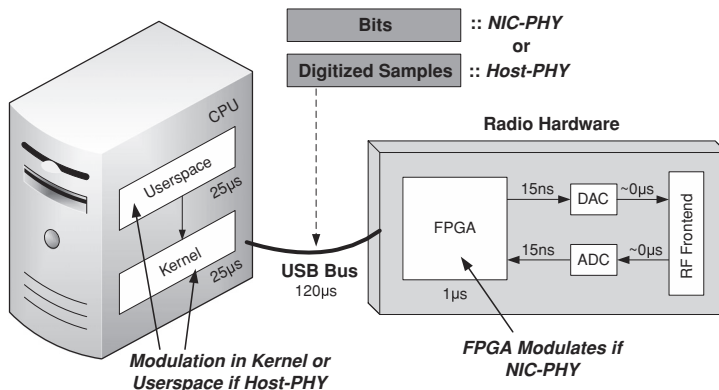 Bits
:: NIC-PHY
or
Digitized Samples
:: Host-PHY
CPU
Userspace
25µs
Kernel
25µs
USB Bus
120µs
Radio Hardware
FPGA
1µs
15ns
DAC
~0µs
15ns
ADC
~0µs
RF Frontend
Modulation in Kernel or
Userspace if Host-PHY
FPGA Modulates if
NIC-PHY